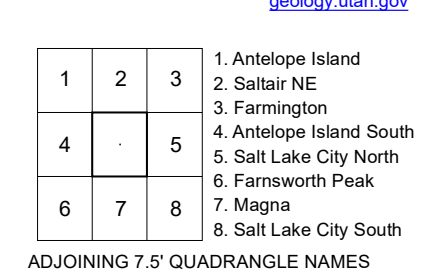 geology.utah.gov
1 2 3
4 5
6 7 8
1. Antelope Island
2. Saltair NE
3. Farmington
4. Antelope Island South
5. Salt Lake City North
6. Farnsworth Peak
7. Magna
8. Salt Lake City South
ADJOINING 7.5' QUADRANGLE NAMES